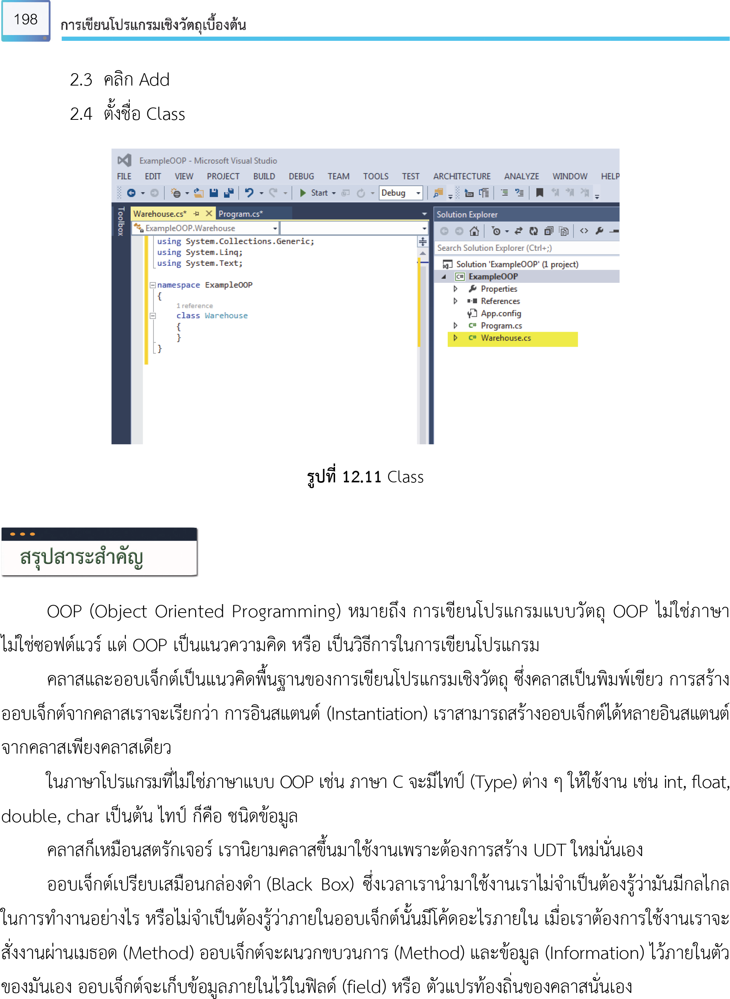 198
การเขียนโปรแกรมเชิงวัตถุเบื้องต้น
2.3 คลิก Add
2.4 ตั้งชื่อ Class
ExampleOOP - Microsoft Visual Studio
FILE EDIT VIEW PROJECT BUILD DEBUG TEAM TOOLS TEST ARCHITECTURE ANALYZE WINDOW HELP
Start Debug
Toolbox
Warehouse.cs* Program.cs*
ExampleOOP.Warehouse
using System.Collections.Generic;
using System.Linq;
using System.Text;
namespace ExampleOOP
{
1 reference
class Warehouse
{
}
}
Solution Explorer
Search Solution Explorer (Ctrl+;)
Solution 'ExampleOOP' (1 project)
C# ExampleOOP
Properties
References
App.config
C# Program.cs
C# Warehouse.cs
รูปที่ 12.11 Class
สรุปสาระสำคัญ
OOP (Object Oriented Programming) หมายถึง การเขียนโปรแกรมแบบวัตถุ OOP ไม่ใช่ภาษา
ไม่ใช่ซอฟต์แวร์ แต่ OOP เป็นแนวความคิด หรือ เป็นวิธีการในการเขียนโปรแกรม
คลาสและออบเจ็กต์เป็นแนวคิดพื้นฐานของการเขียนโปรแกรมเชิงวัตถุ ซึ่งคลาสเป็นพิมพ์เขียว การสร้าง
ออบเจ็กต์จากคลาสเราจะเรียกว่า การอินสแตนต์ (Instantiation) เราสามารถสร้างออบเจ็กต์ได้หลายอินสแตนต์
จากคลาสเพียงคลาสเดียว
ในภาษาโปรแกรมที่ไม่ใช่ภาษาแบบ OOP เช่น ภาษา C จะมีไทป์ (Type) ต่าง ๆ ให้ใช้งาน เช่น int, float,
double, char เป็นต้น ไทป์ ก็คือ ชนิดข้อมูล
คลาสก็เหมือนสตรักเจอร์ เรานิยามคลาสขึ้นมาใช้งานเพราะต้องการสร้าง UDT ใหม่นั่นเอง
ออบเจ็กต์เปรียบเสมือนกล่องดำ (Black Box) ซึ่งเวลาเรานำมาใช้งานเราไม่จำเป็นต้องรู้ว่ามันมีกลไกล
ในการทำงานอย่างไร หรือไม่จำเป็นต้องรู้ว่าภายในออบเจ็กต์นั้นมีโค้ดอะไรภายใน เมื่อเราต้องการใช้งานเราจะ
สั่งงานผ่านเมธอด (Method) ออบเจ็กต์จะผนวกขบวนการ (Method) และข้อมูล (Information) ไว้ภายในตัว
ของมันเอง ออบเจ็กต์จะเก็บข้อมูลภายในไว้ในฟิลด์ (field) หรือ ตัวแปรท้องถิ่นของคลาสนั่นเอง